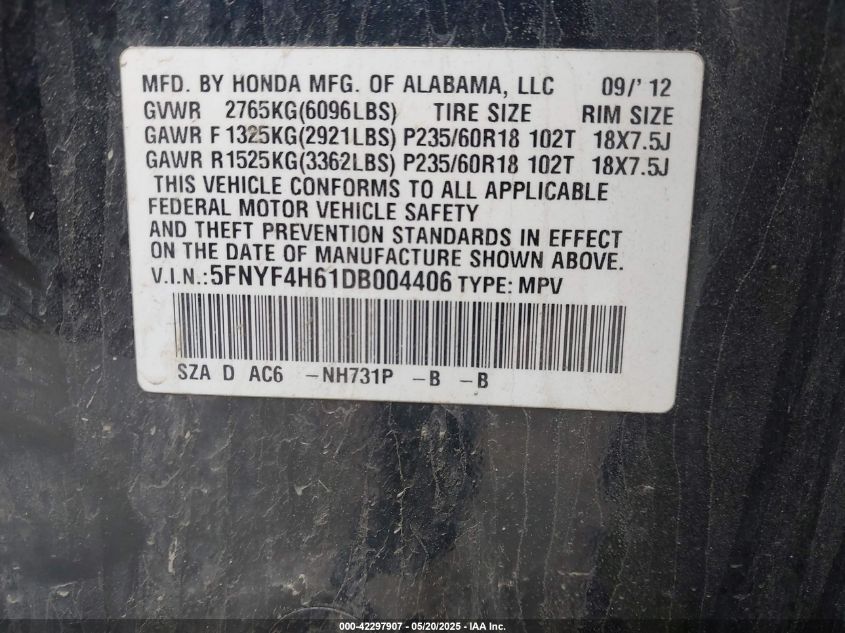 MFD. BY HONDA MFG. OF ALABAMA, LLC 09/'12
GVWR 2765KG(6096LBS) TIRE SIZE RIM SIZE
GAWR F 1325KG(2921LBS) P235/60R18 102T 18X7.5J
GAWR R1525KG(3362LBS) P235/60R18 102T 18X7.5J
THIS VEHICLE CONFORMS TO ALL APPLICABLE
FEDERAL MOTOR VEHICLE SAFETY
AND THEFT PREVENTION STANDARDS IN EFFECT
ON THE DATE OF MANUFACTURE SHOWN ABOVE.
V.I.N.:5FNYF4H61DB004406 TYPE: MPV
SZA D AC6 -NH731P -B -B
000-42297907 - 05/20/2025 - IAA Inc.